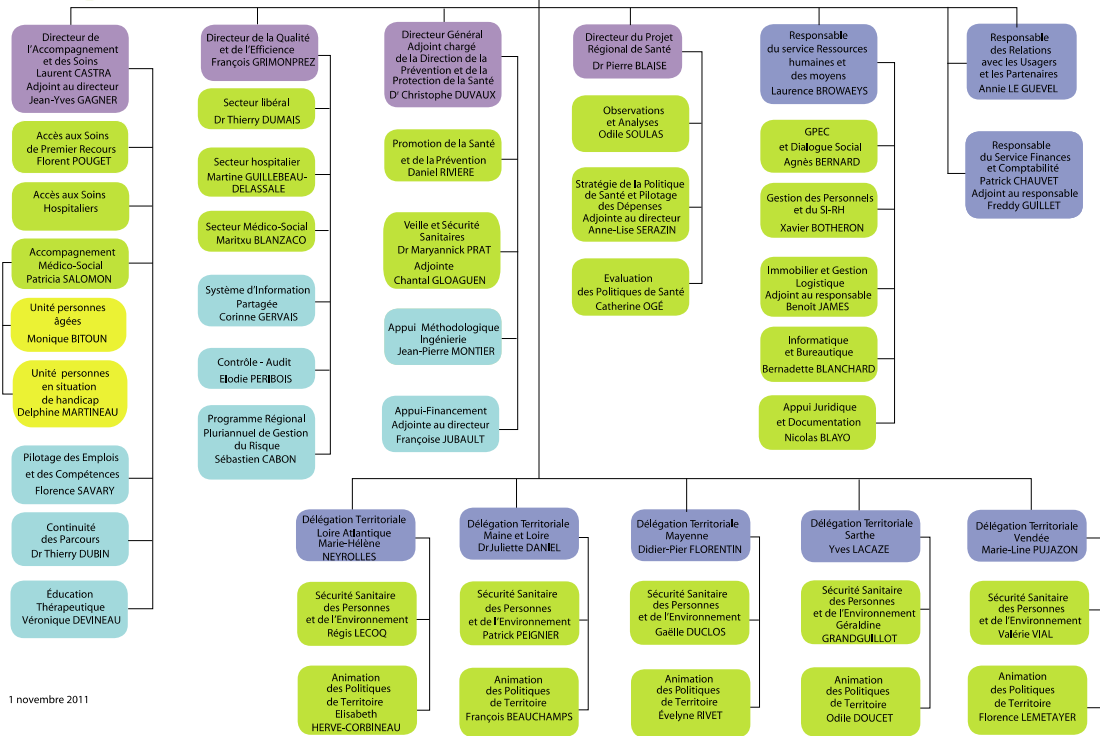 Directeur de
l'Accompagnement
et des Soins
Laurent CASTRA
Adjoint au directeur
Jean-Yves GAGNER
Accès aux Soins
de Premier Recours
Florent POUGET
Accès aux Soins
Hospitaliers
Accompagnement
Médico-Social
Patricia SALOMON
Unité personnes
âgées
Monique BITOUN
Unité personnes
en situation
de handicap
Delphine MARTINEAU
Pilotage des Emplois
et des Compétences
Florence SAVARY
Continuité
des Parcours
Dr Thierry DUBIN
Éducation
Thérapeutique
Véronique DEVINEAU
Directeur de la Qualité
et de l'Efficience
François GRIMONPREZ
Secteur libéral
Dr Thierry DUMAIS
Secteur hospitalier
Martine GUILLEBEAU-
DELASSALE
Secteur Médico-Social
Maritxu BLANZACO
Système d'Information
Partagée
Corinne GERVAIS
Contrôle - Audit
Elodie PERIBOIS
Programme Régional
Pluriannuel de Gestion
du Risque
Sébastien CABON
Directeur Général
Adjoint chargé
de la Direction de la
Prévention et de la
Protection de la Santé
Dr Christophe DUVAUX
Promotion de la Santé
et de la Prévention
Daniel RIVIERE
Veille et Sécurité
Sanitaires
Dr Maryannick PRAT
Adjointe
Chantal GLOAGUEN
Appui Méthodologique
Ingénierie
Jean-Pierre MONTIER
Appui-Financement
Adjointe au directeur
Françoise JUBAULT
Directeur du Projet
Régional de Santé
Dr Pierre BLAISE
Observations
et Analyses
Odile SOULAS
Stratégie de la Politique
de Santé et Pilotage
des Dépenses
Adjointe au directeur
Anne-Lise SERAZIN
Evaluation
des Politiques de Santé
Catherine OGÉ
Responsable
du service Ressources
humaines et
des moyens
Laurence BROWAEYS
GPEC
et Dialogue Social
Agnès BERNARD
Gestion des Personnels
et du SI-RH
Xavier BOTHERON
Immobilier et Gestion
Logistique
Adjoint au responsable
Benoît JAMES
Informatique
et Bureautique
Bernadette BLANCHARD
Appui Juridique
et Documentation
Nicolas BLAYO
Responsable
des Relations
avec les Usagers
et les Partenaires
Annie LE GUEVEL
Responsable
du Service Finances
et Comptabilité
Patrick CHAUVET
Adjoint au responsable
Freddy GUILLET
Délégation Territoriale
Loire Atlantique
Marie-Hélène
NEYROLLES
Sécurité Sanitaire
des Personnes
et de l'Environnement
Régis LECOQ
Animation
des Politiques
de Territoire
Elisabeth
HERVE-CORBINEAU
Délégation Territoriale
Maine et Loire
DrJuliette DANIEL
Sécurité Sanitaire
des Personnes
et de l'Environnement
Patrick PEIGNIER
Animation
des Politiques
de Territoire
François BEAUCHAMPS
Délégation Territoriale
Mayenne
Didier-Pier FLORENTIN
Sécurité Sanitaire
des Personnes
et de l'Environnement
Gaëlle DUCLOS
Animation
des Politiques
de Territoire
Évelyne RIVET
Délégation Territoriale
Sarthe
Yves LACAZE
Sécurité Sanitaire
des Personnes
et de l'Environnement
Géraldine
GRANDGUILLOT
Animation
des Politiques
de Territoire
Odile DOUCET
Délégation Territoriale
Vendée
Marie-Line PUJAZON
Sécurité Sanitaire
des Personnes
et de l'Environnement
Valérie VIAL
Animation
des Politiques
de Territoire
Florence LEMETAYER
1 novembre 2011